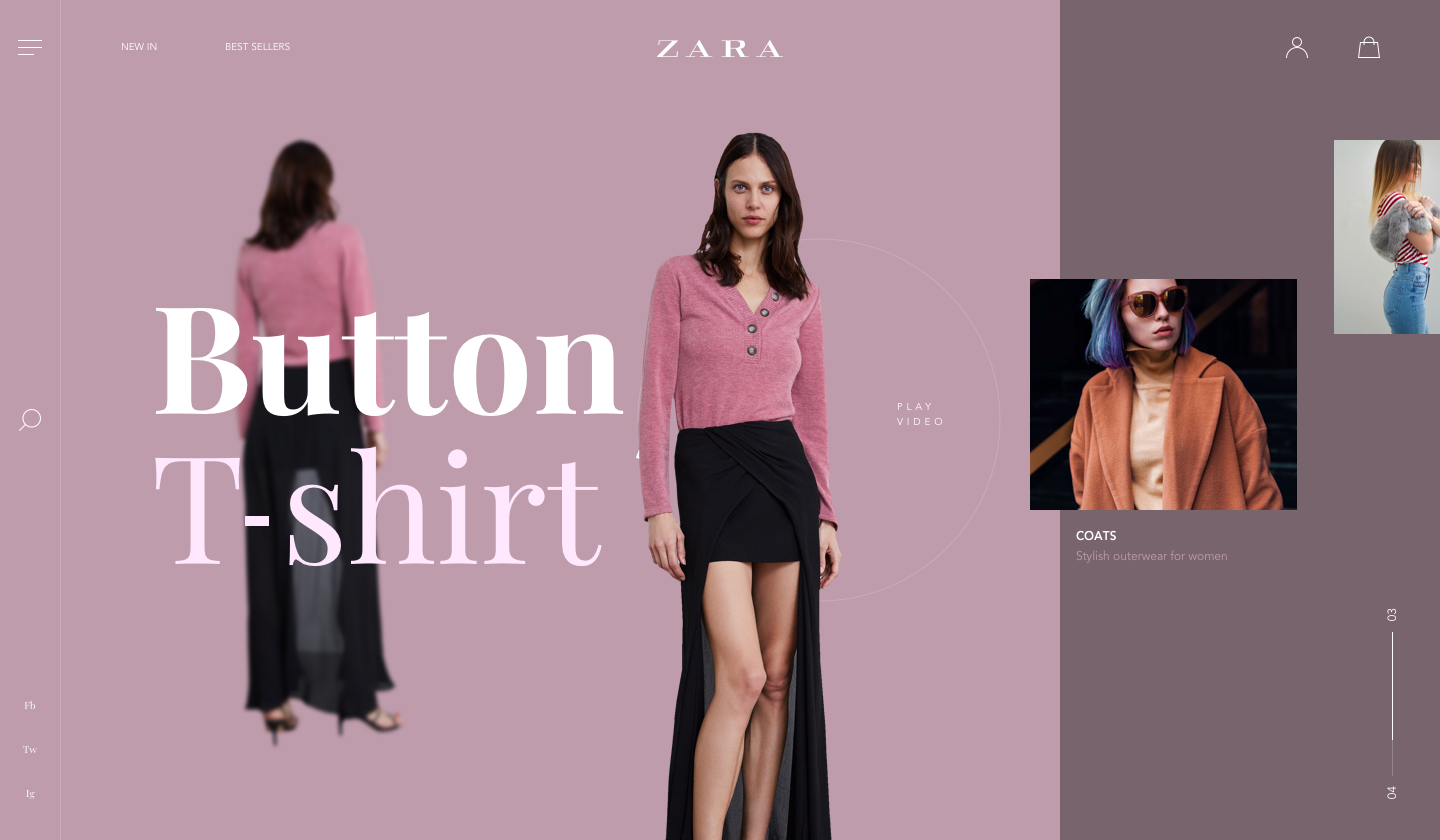 NEW IN
BEST SELLERS
ZARA
Button
T-shirt
PLAY
VIDEO
COATS
Stylish outerwear for women
03
04
Fb
Tw
Ig